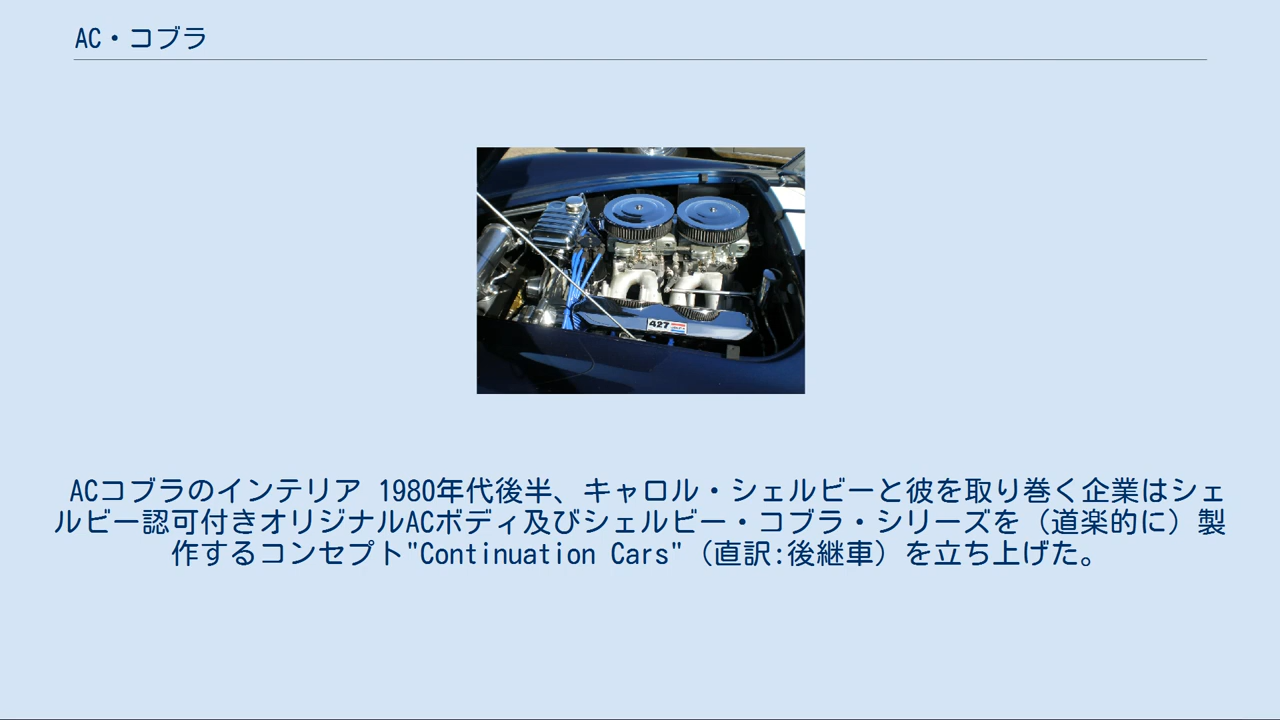 AC・コブラ
427
ACコブラのインテリア 1980年代後半、キャロル・シェルビーと彼を取り巻く企業はシェ
ルビー認可付きオリジナルACボディ及びシェルビー・コブラ・シリーズを（道楽的に）製
作するコンセプト"Continuation Cars"（直訳:後継車）を立ち上げた。